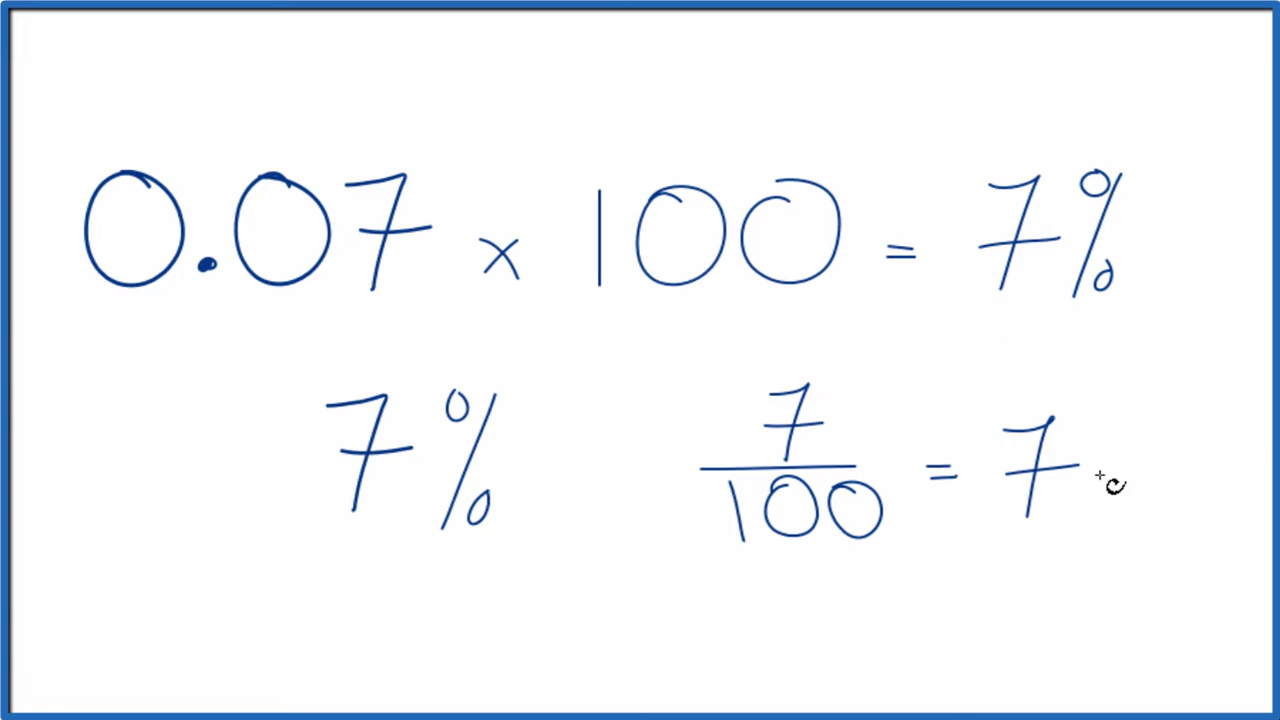 0.07 × 100 = 7%
7% 7/100 = 7